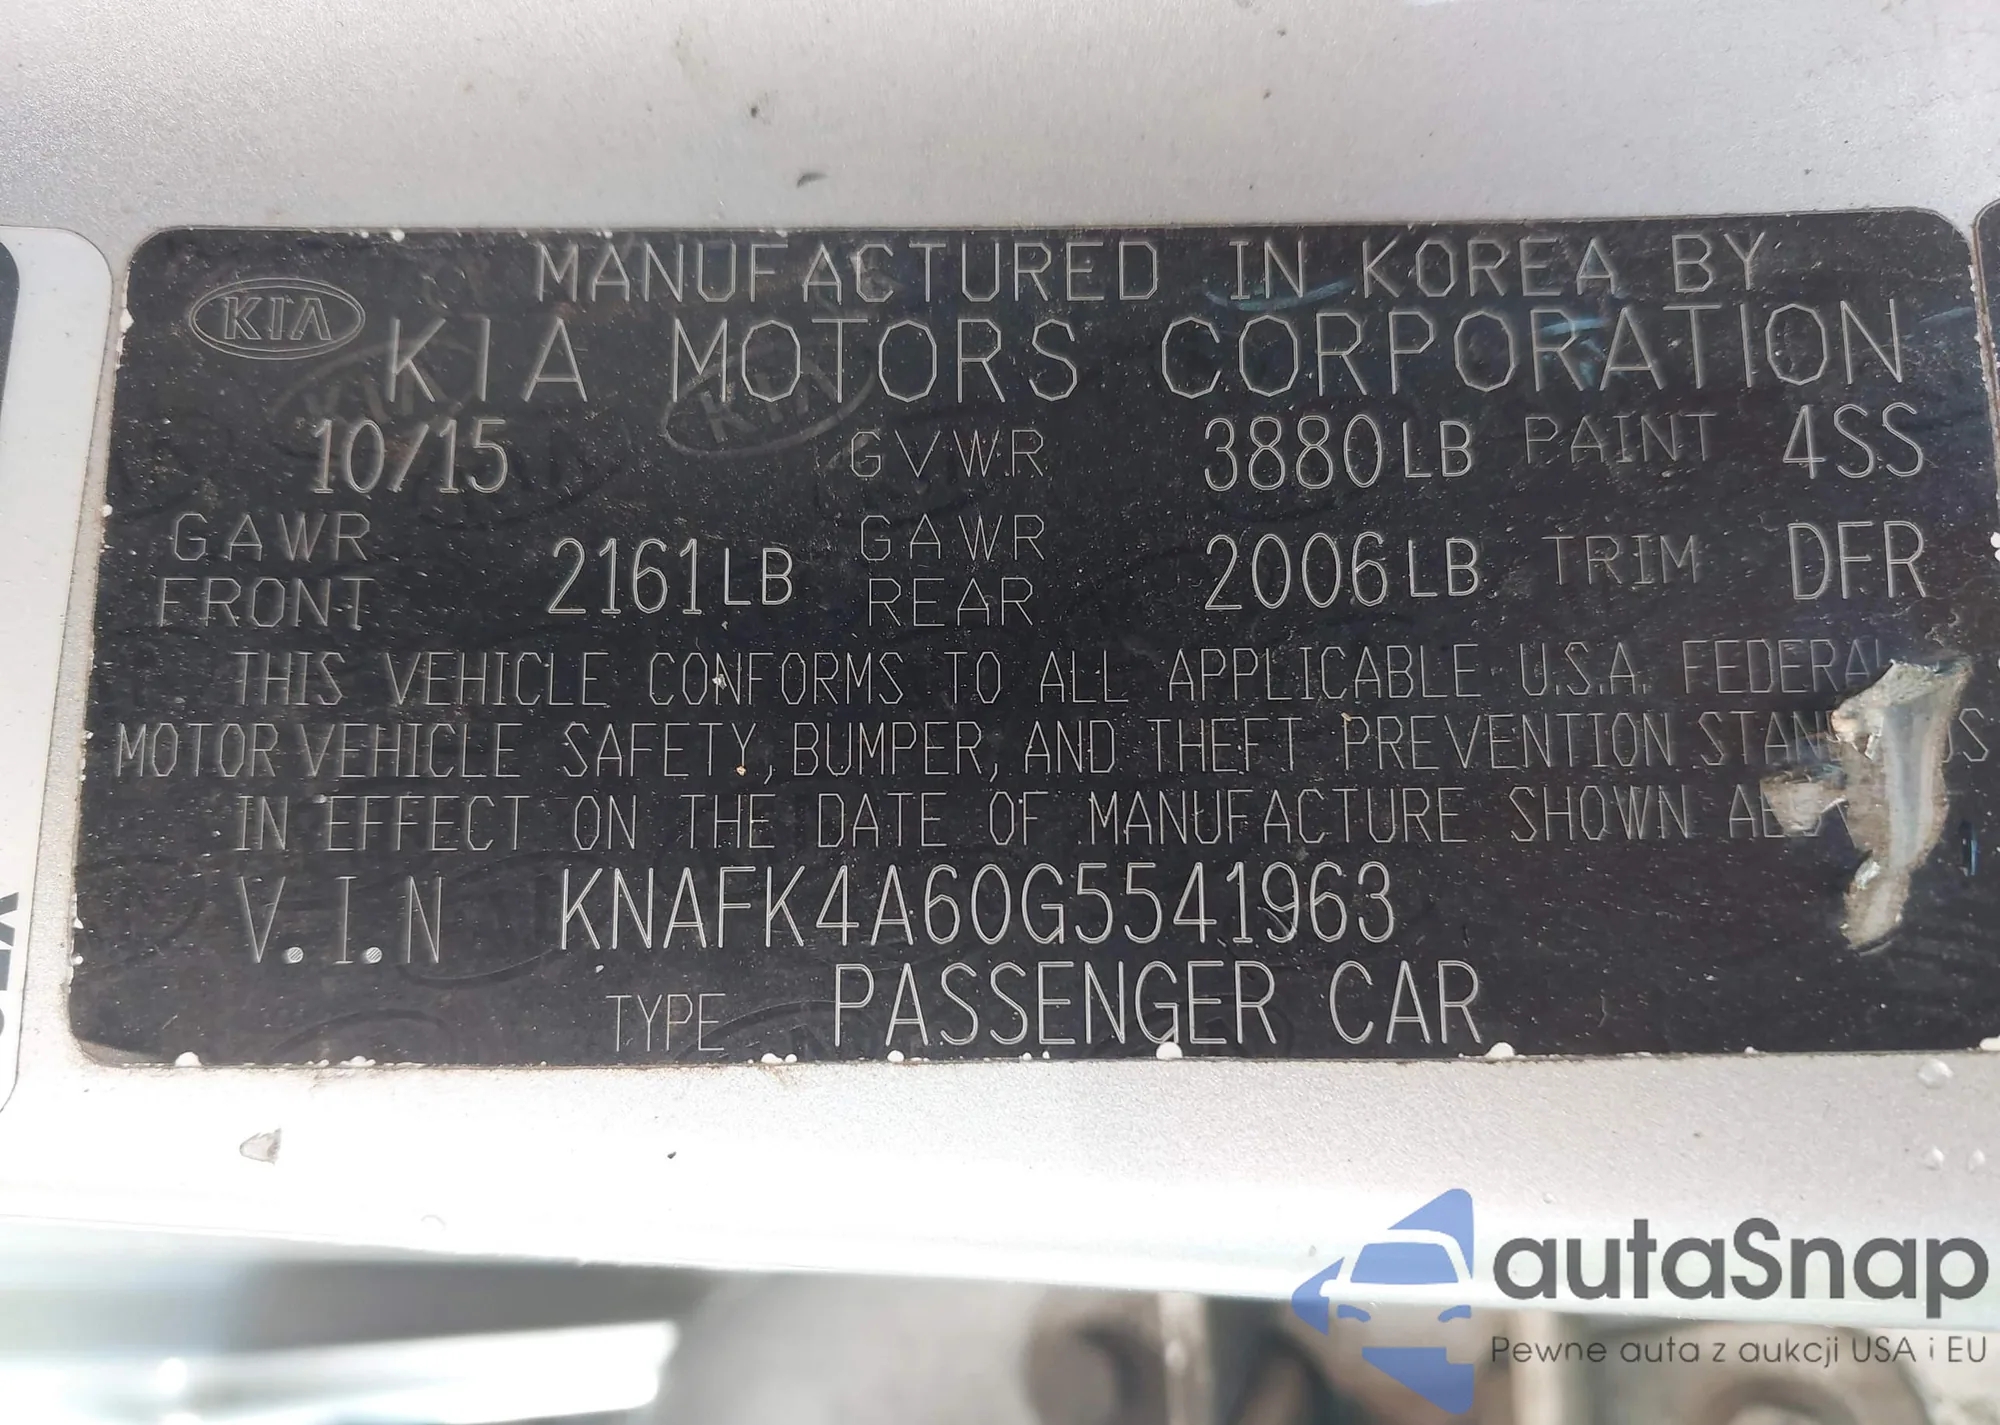 MANUFACTURED IN KOREA BY
KIA
KIA MOTORS CORPORATION
10/15 GVWR 3880LB PAINT 4SS
GAWR FRONT 2161LB GAWR REAR 2006LB TRIM DFR
THIS VEHICLE CONFORMS TO ALL APPLICABLE U.S.A. FEDERAL
MOTOR VEHICLE SAFETY, BUMPER, AND THEFT PREVENTION
IN EFFECT ON THE DATE OF MANUFACTURE SHOWN
V.I.N KNAFK4A60G5541963
TYPE PASSENGER CAR
autaSnap
Pewne auta z aukcji USA i EU